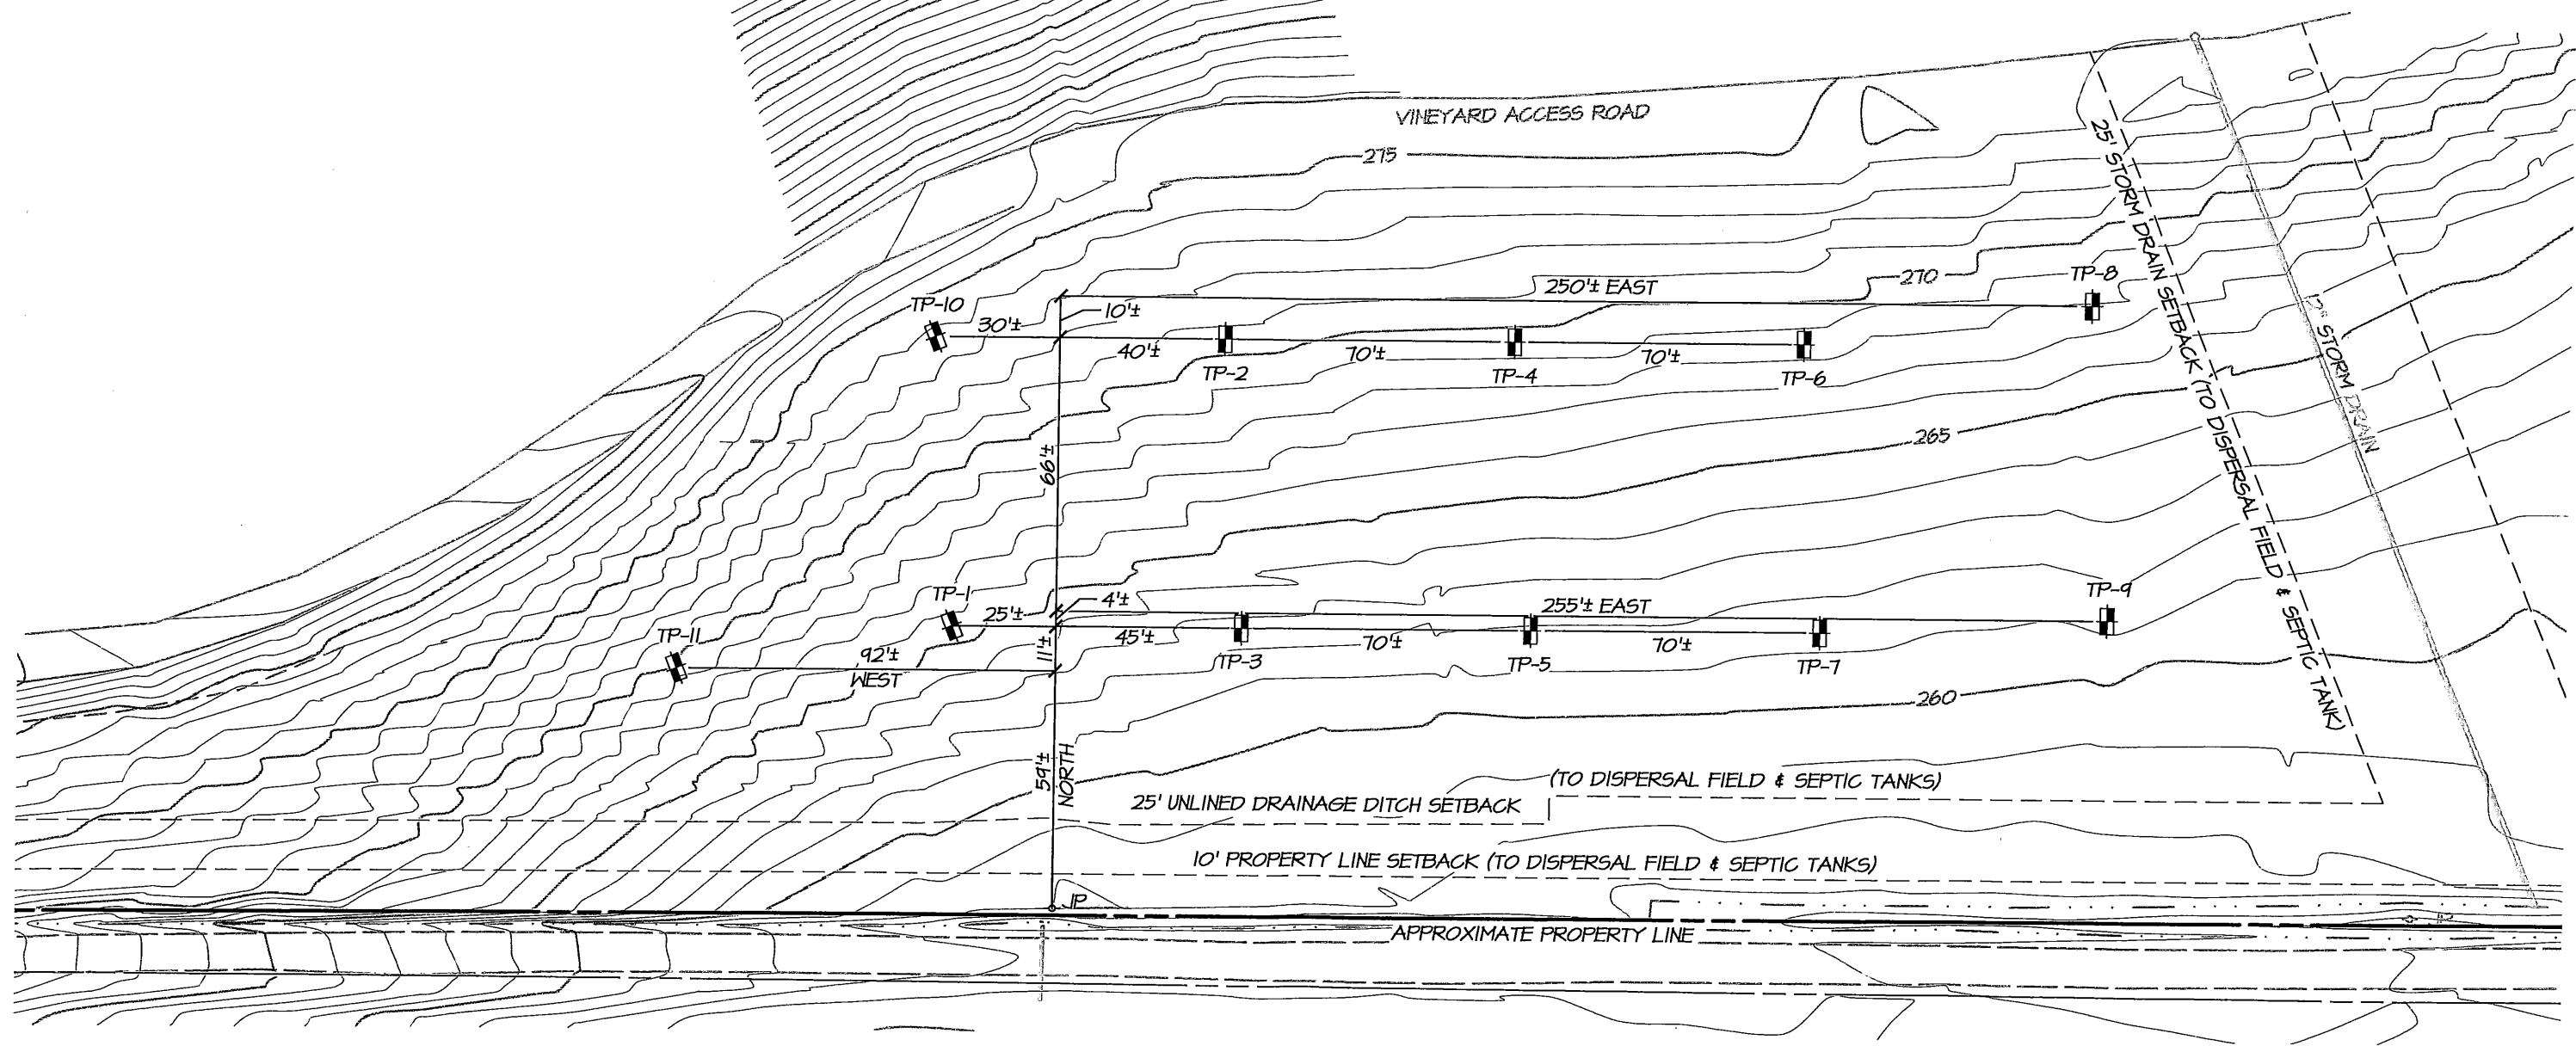 VINEYARD ACCESS ROAD
275
25' STORM DRAIN SETBACK (TO DISPERSAL FIELD & SEPTIC TANK)
12" STORM DRAIN
TP-8
270
250'± EAST
TP-10
30'±
10'±
40'±
70'±
70'±
TP-2
TP-4
TP-6
265
66'±
TP-9
TP-1
25'±
4'±
255'± EAST
TP-11
92'±
WEST
11'±
45'±
70'±
70'±
TP-3
TP-5
TP-7
260
59'±
NORTH
(TO DISPERSAL FIELD & SEPTIC TANKS)
25' UNLINED DRAINAGE DITCH SETBACK
10' PROPERTY LINE SETBACK (TO DISPERSAL FIELD & SEPTIC TANKS)
JP
APPROXIMATE PROPERTY LINE